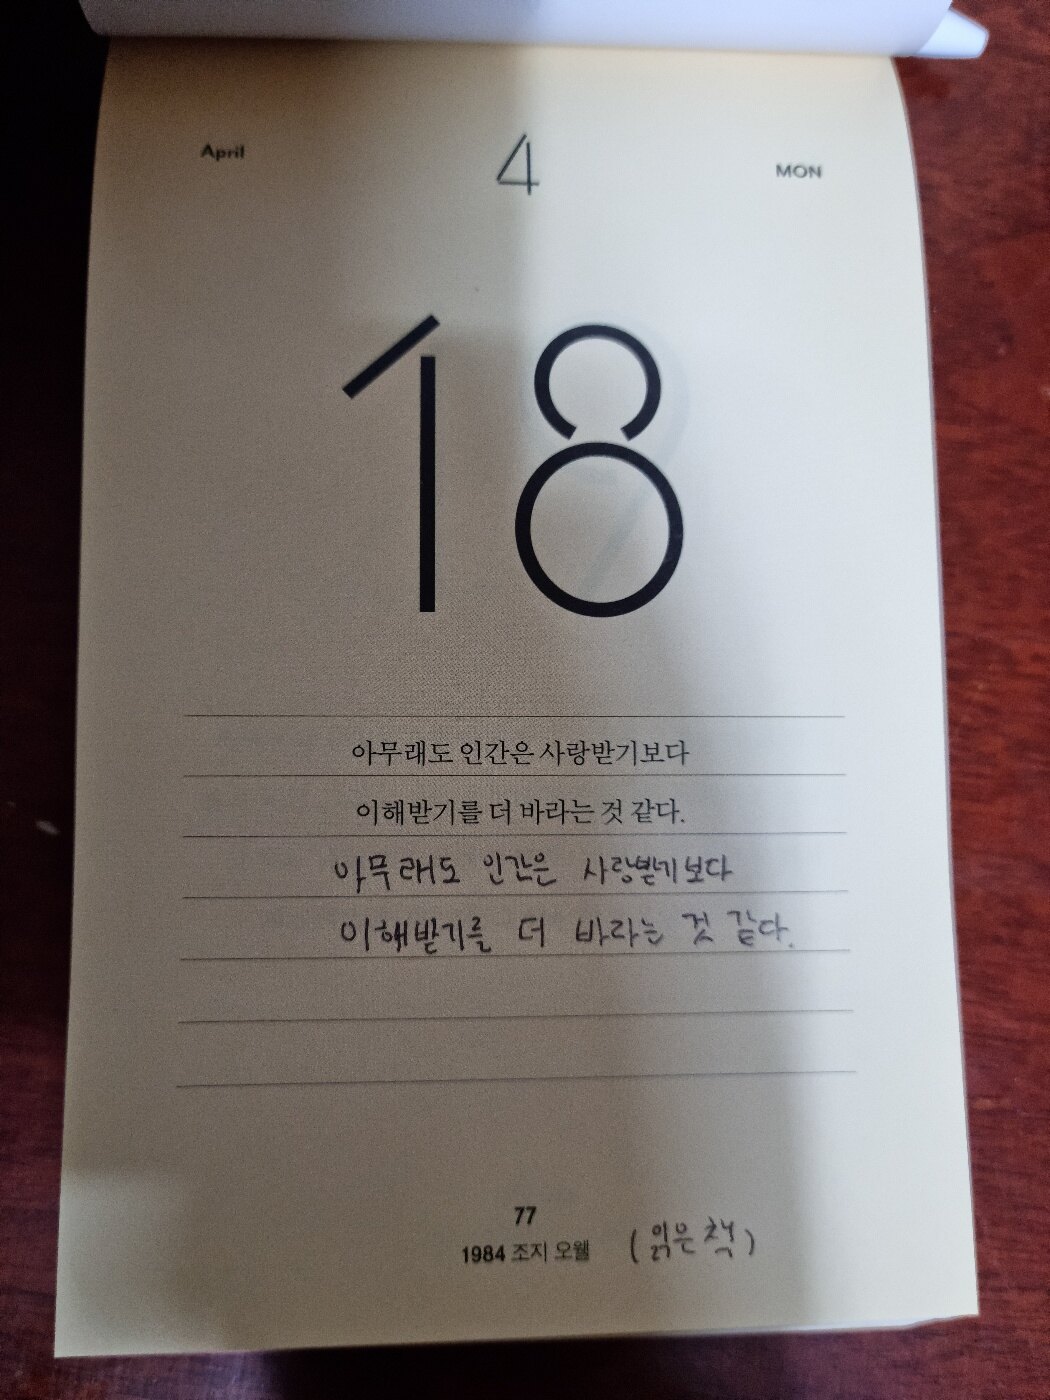 April 4 MON
18
아무래도 인간은 사랑받기보다
이해받기를 더 바라는 것 같다.
아무래도 인간은 사랑받기보다
이해받기를 더 바라는 것 같다.
77
1984 조지 오웰 (읽은 책)